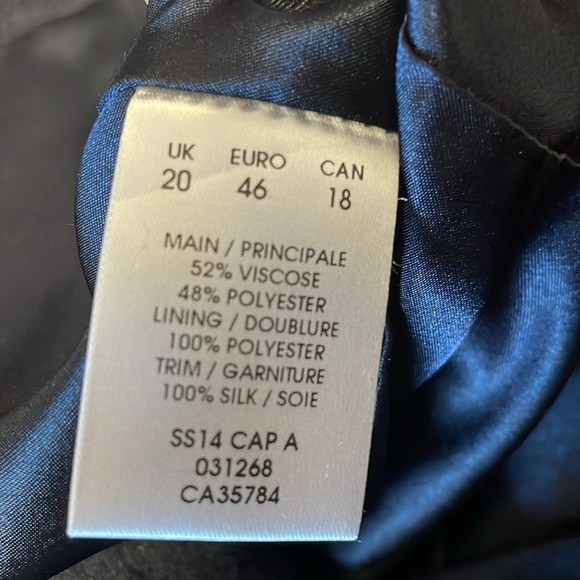 UK EURO CAN
20 46 18
MAIN / PRINCIPALE
52% VISCOSE
48% POLYESTER
LINING / DOUBLURE
100% POLYESTER
TRIM / GARNITURE
100% SILK / SOIE
SS14 CAP A
031268
CA35784